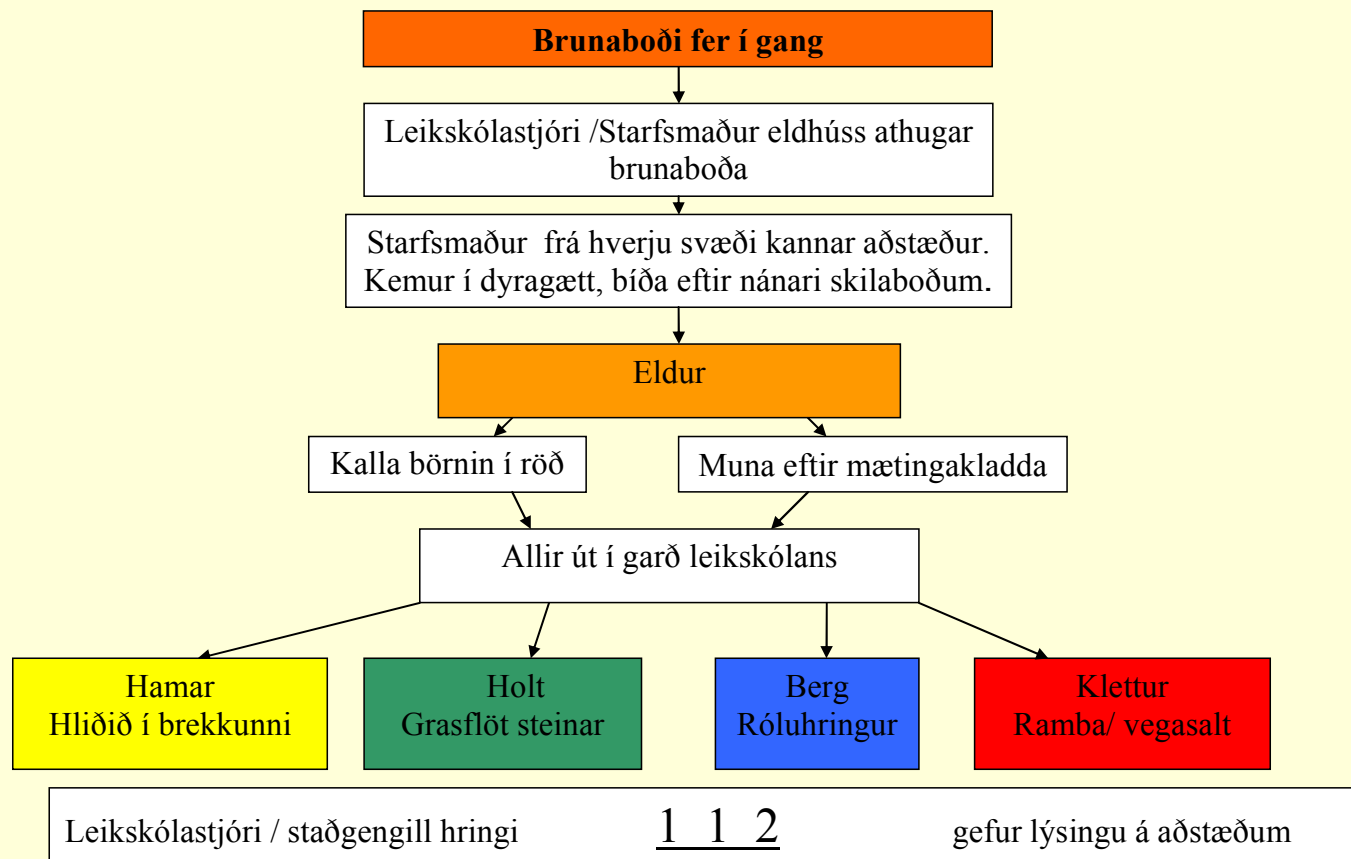 Brunaboði fer í gang
Leikskólastjóri /Starfsmaður eldhúss athugar
brunaboða
Starfsmaður frá hverju svæði kannar aðstæður.
Kemur í dyragætt, bíða eftir nánari skilaboðum.
Eldur
Kalla börnin í röð
Muna eftir mætingakladda
Allir út í garð leikskólans
Hamar
Hliðið í brekkunni
Holt
Grasflöt steinar
Berg
Róluhringur
Klettur
Ramba/ vegasalt
Leikskólastjóri / staðgengill hringi 1 1 2 gefur lýsingu á aðstæðum